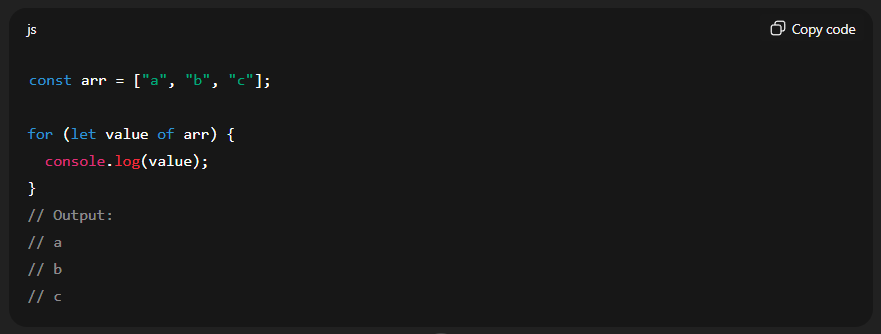 js
Copy code
const arr = ["a", "b", "c"];
for (let value of arr) {
  console.log(value);
}
// Output:
// a
// b
// c